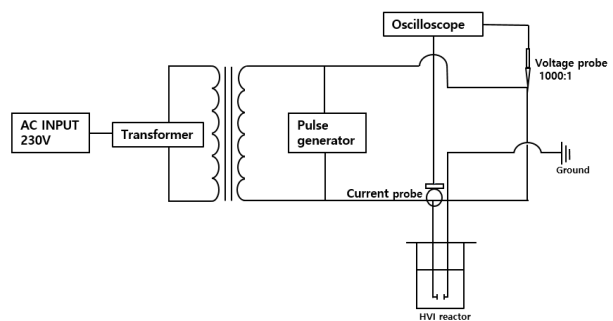 Oscilloscope
Voltage probe
1000:1
AC INPUT
230V
Transformer
Pulse
generator
Ground
Current probe
HVI reactor